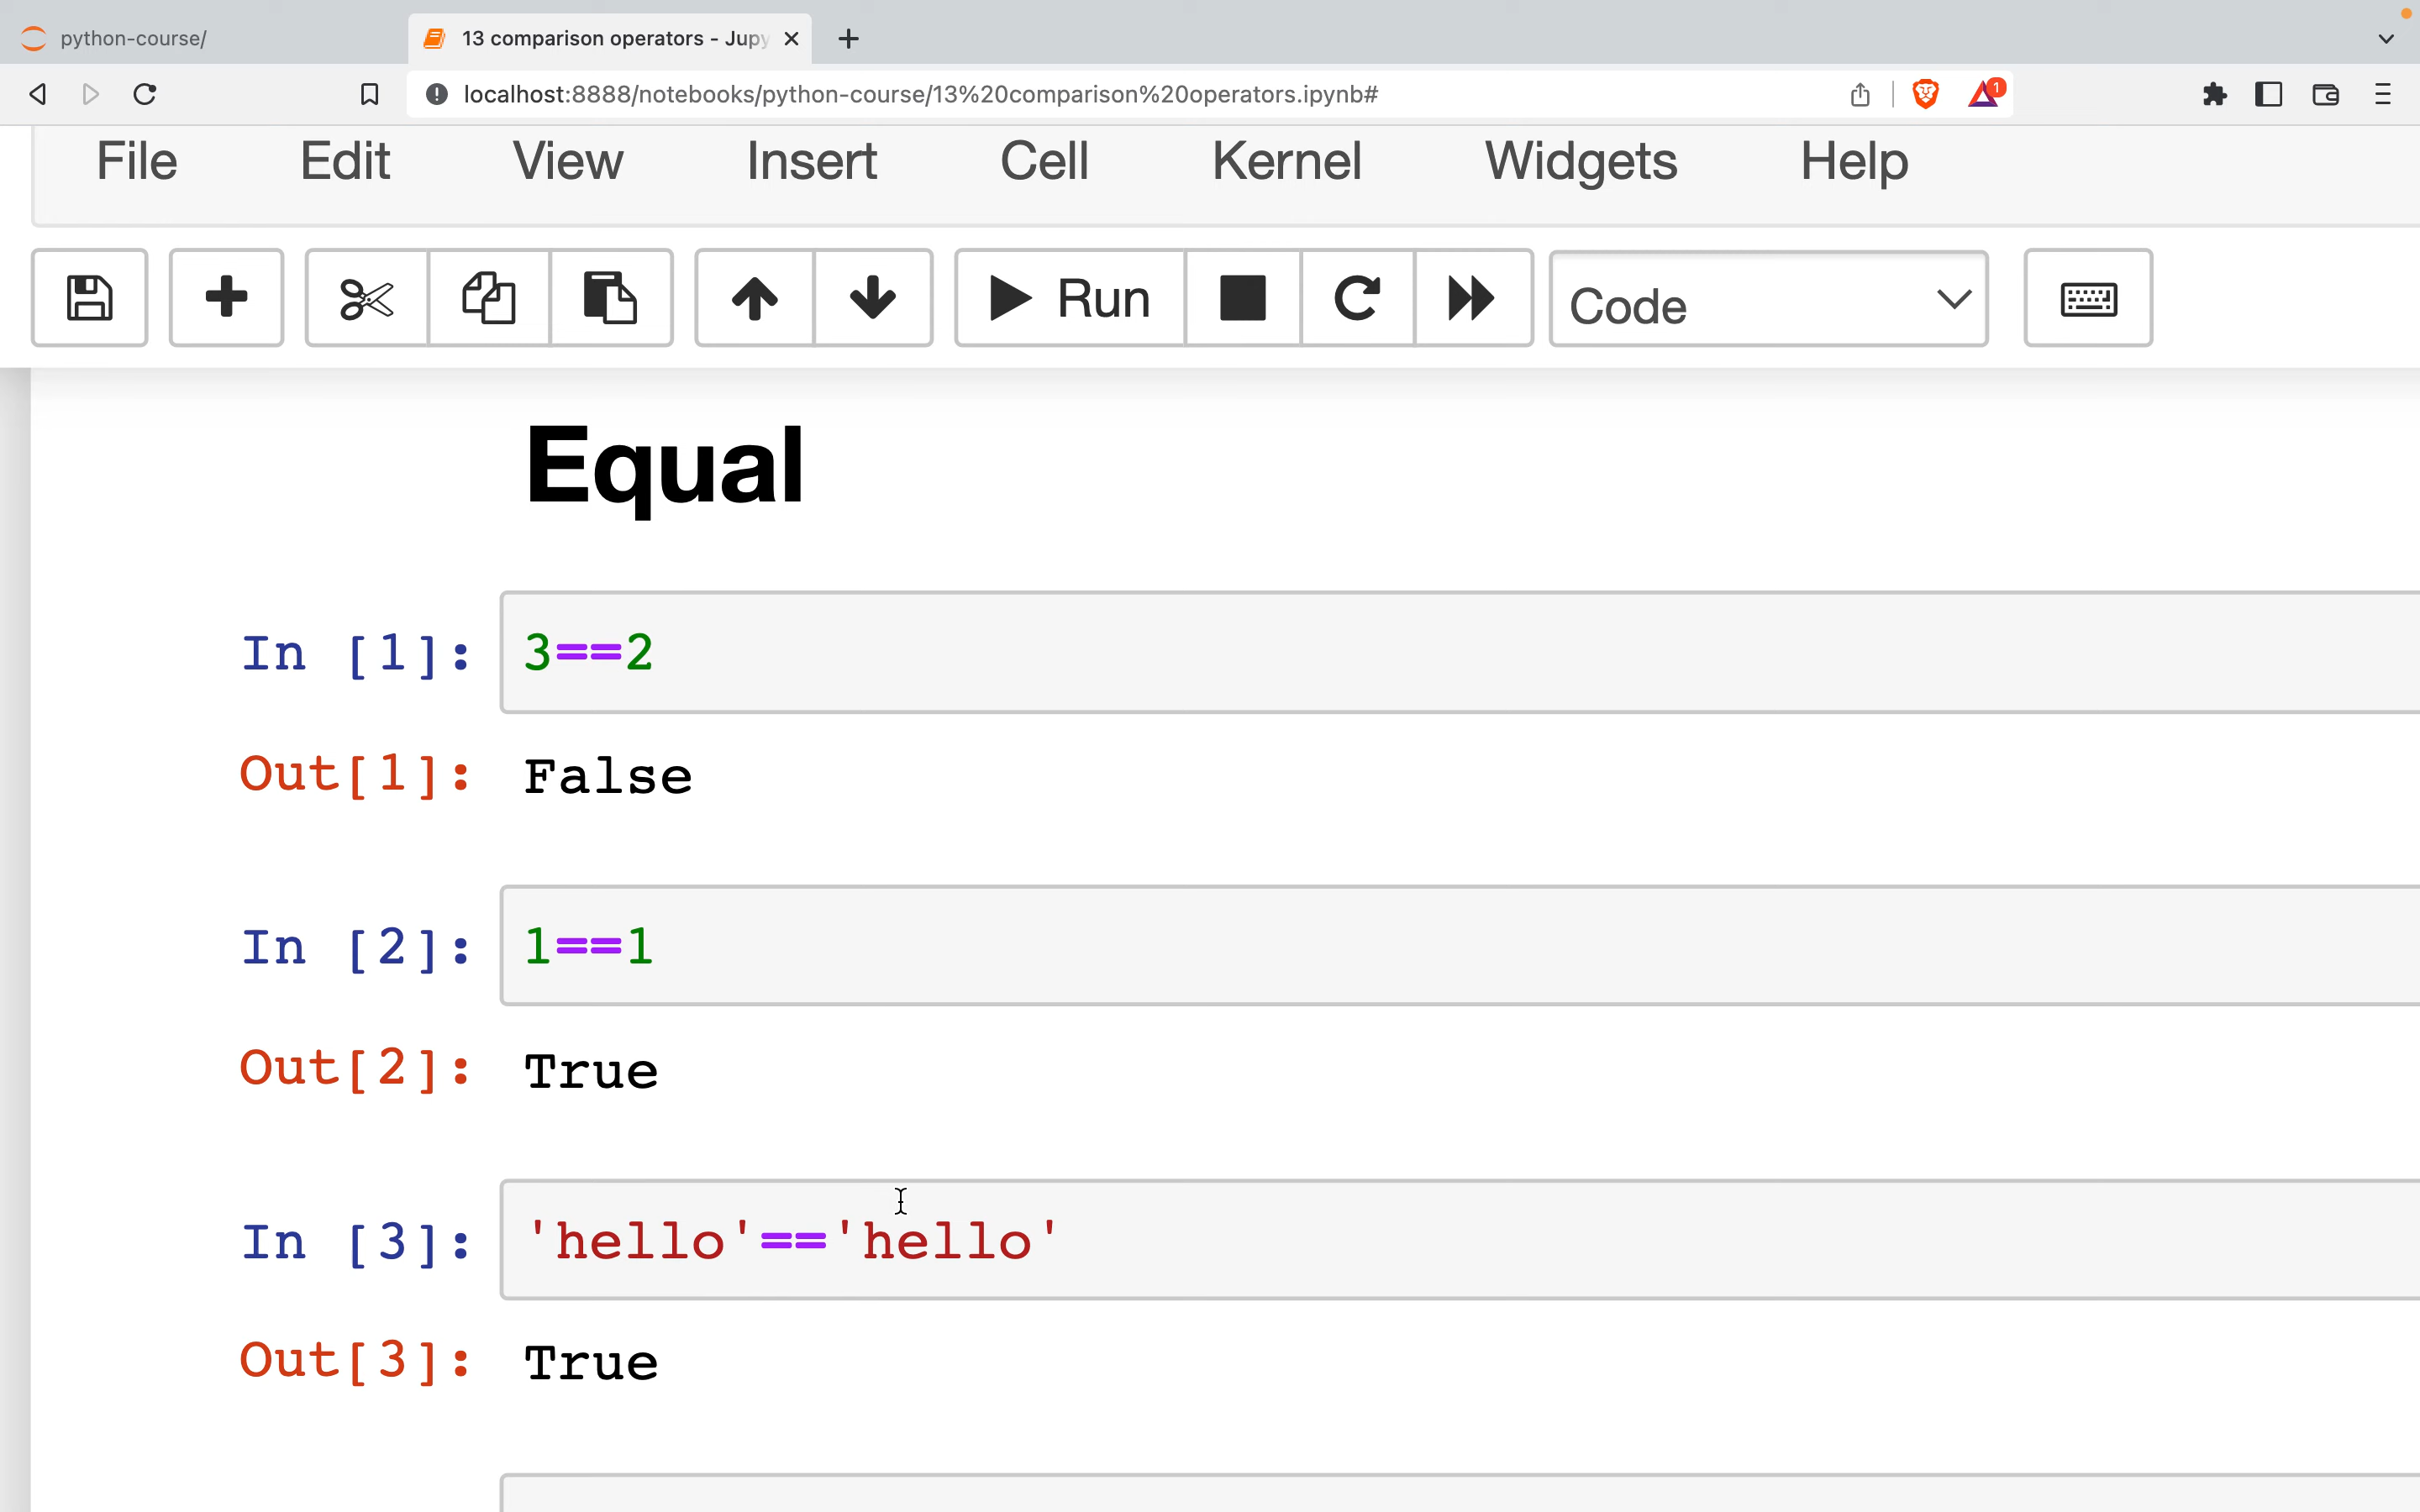 python-course/
13 comparison operators - Jupy
localhost:8888/notebooks/python-course/13%20comparison%20operators.ipynb#
1
File Edit View Insert Cell Kernel Widgets Help
Run
Code
Equal
In [1]: 3==2
Out[1]: False
In [2]: 1==1
Out[2]: True
In [3]: 'hello'=='hello'
Out[3]: True